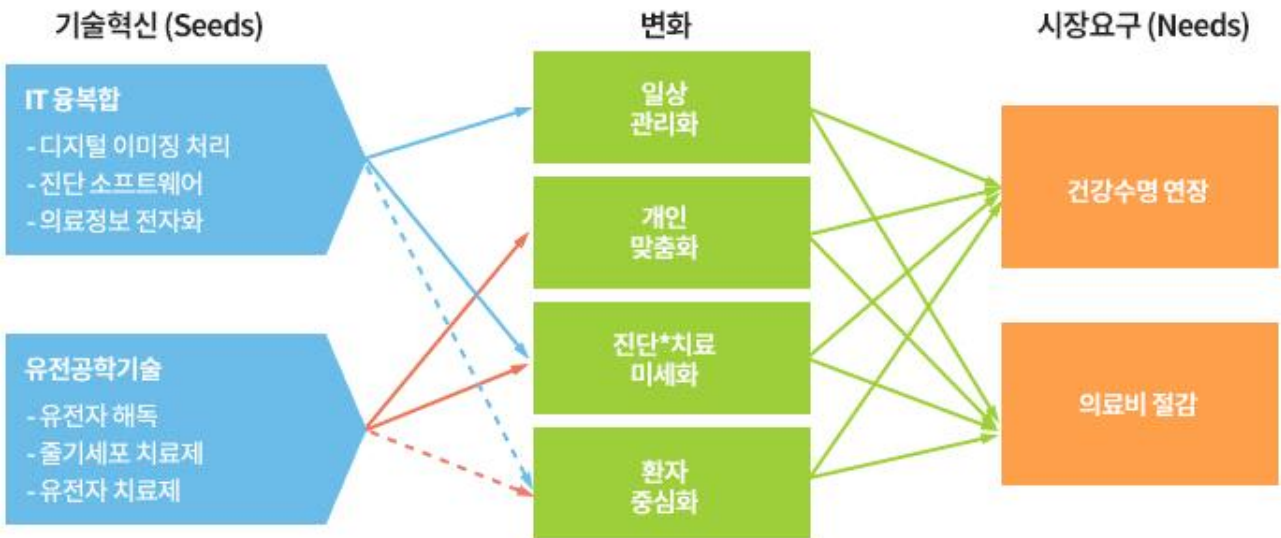 기술혁신 (Seeds)
변화
시장요구 (Needs)
IT 융복합
- 디지털 이미징 처리
- 진단 소프트웨어
- 의료정보 전자화
유전공학기술
- 유전자 해독
- 줄기세포 치료제
- 유전자 치료제
일상
관리화
개인
맞춤화
진단*치료
미세화
환자
중심화
건강수명 연장
의료비 절감